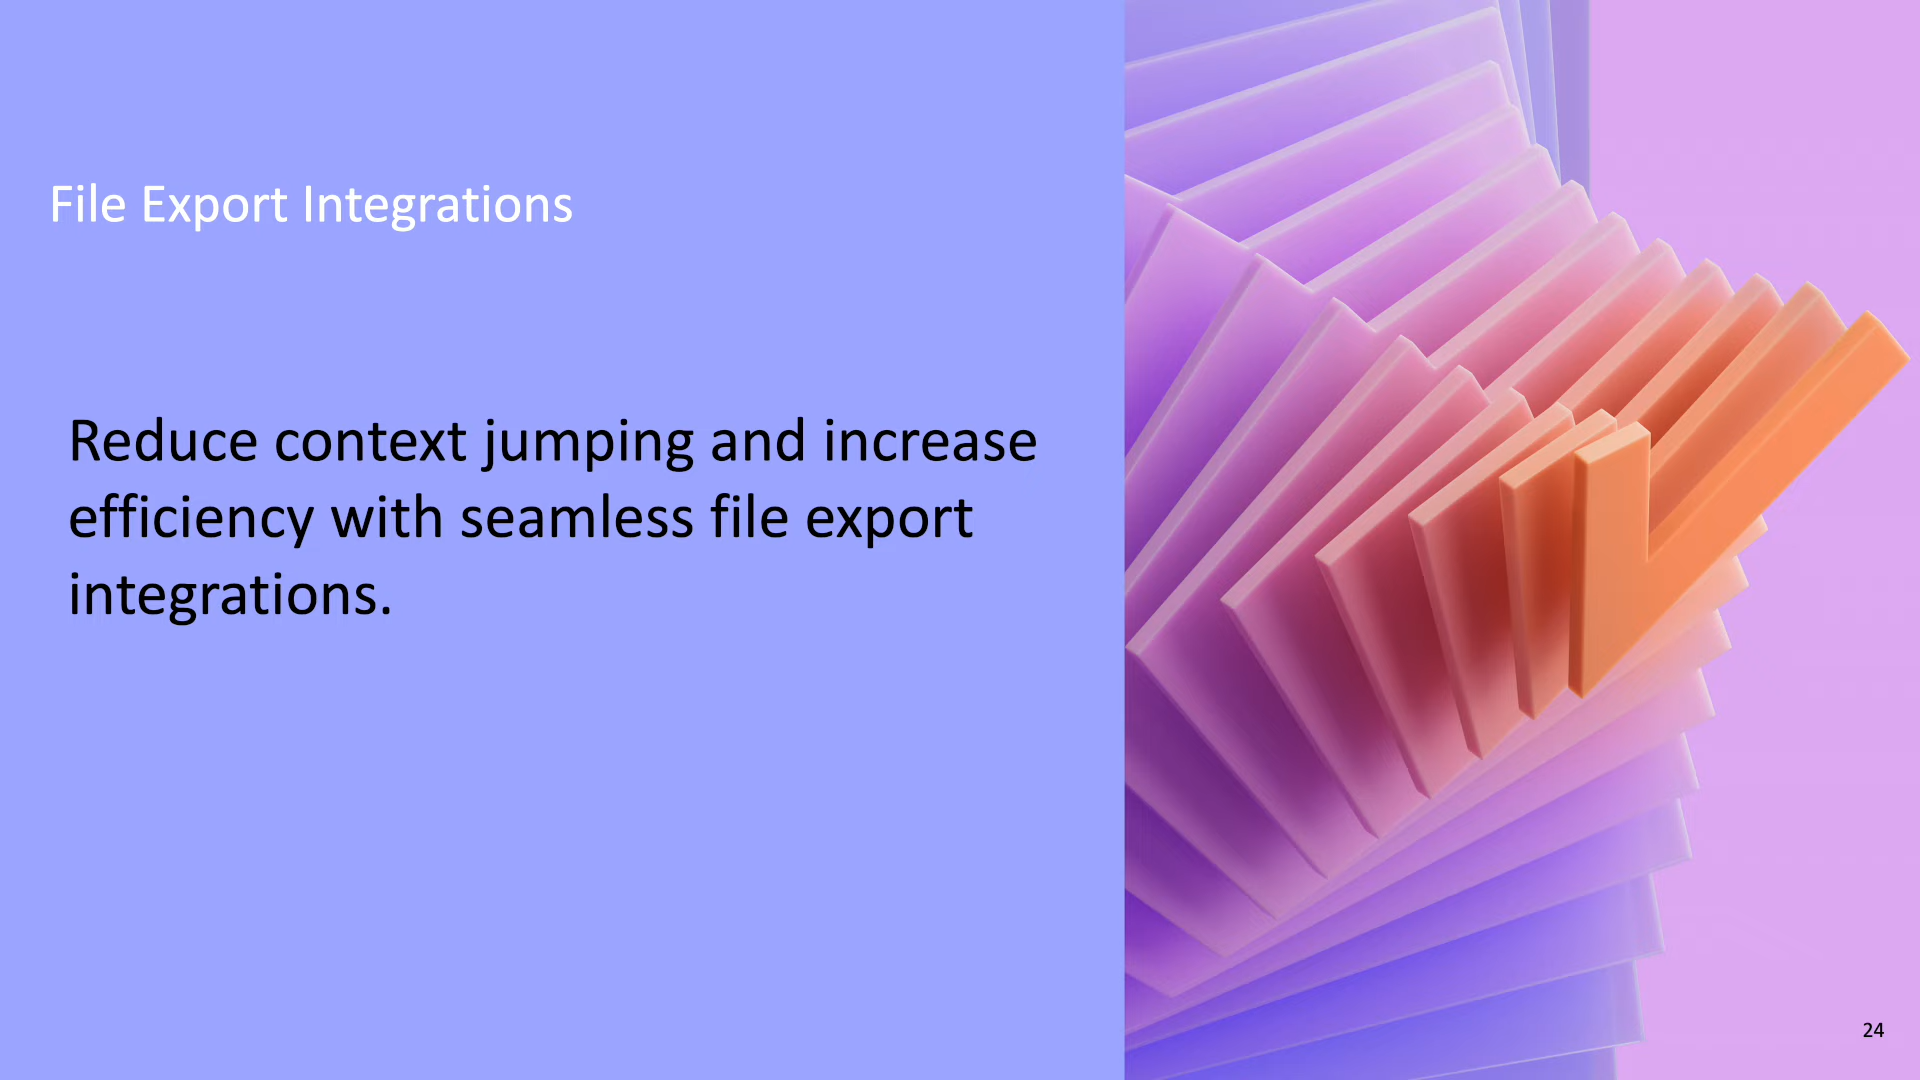 File Export Integrations
Reduce context jumping and increase
efficiency with seamless file export
integrations.
24